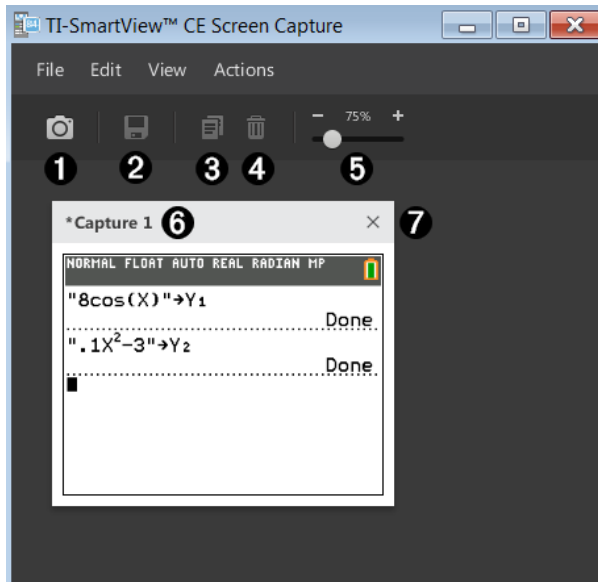 TI-SmartView™ CE Screen Capture
File Edit View Actions
− 75% +
1 2 3 4 5
*Capture 1 6 × 7
NORMAL FLOAT AUTO REAL RADIAN MP
"8cos(X)"→Y₁
Done
".1X²−3"→Y₂
Done